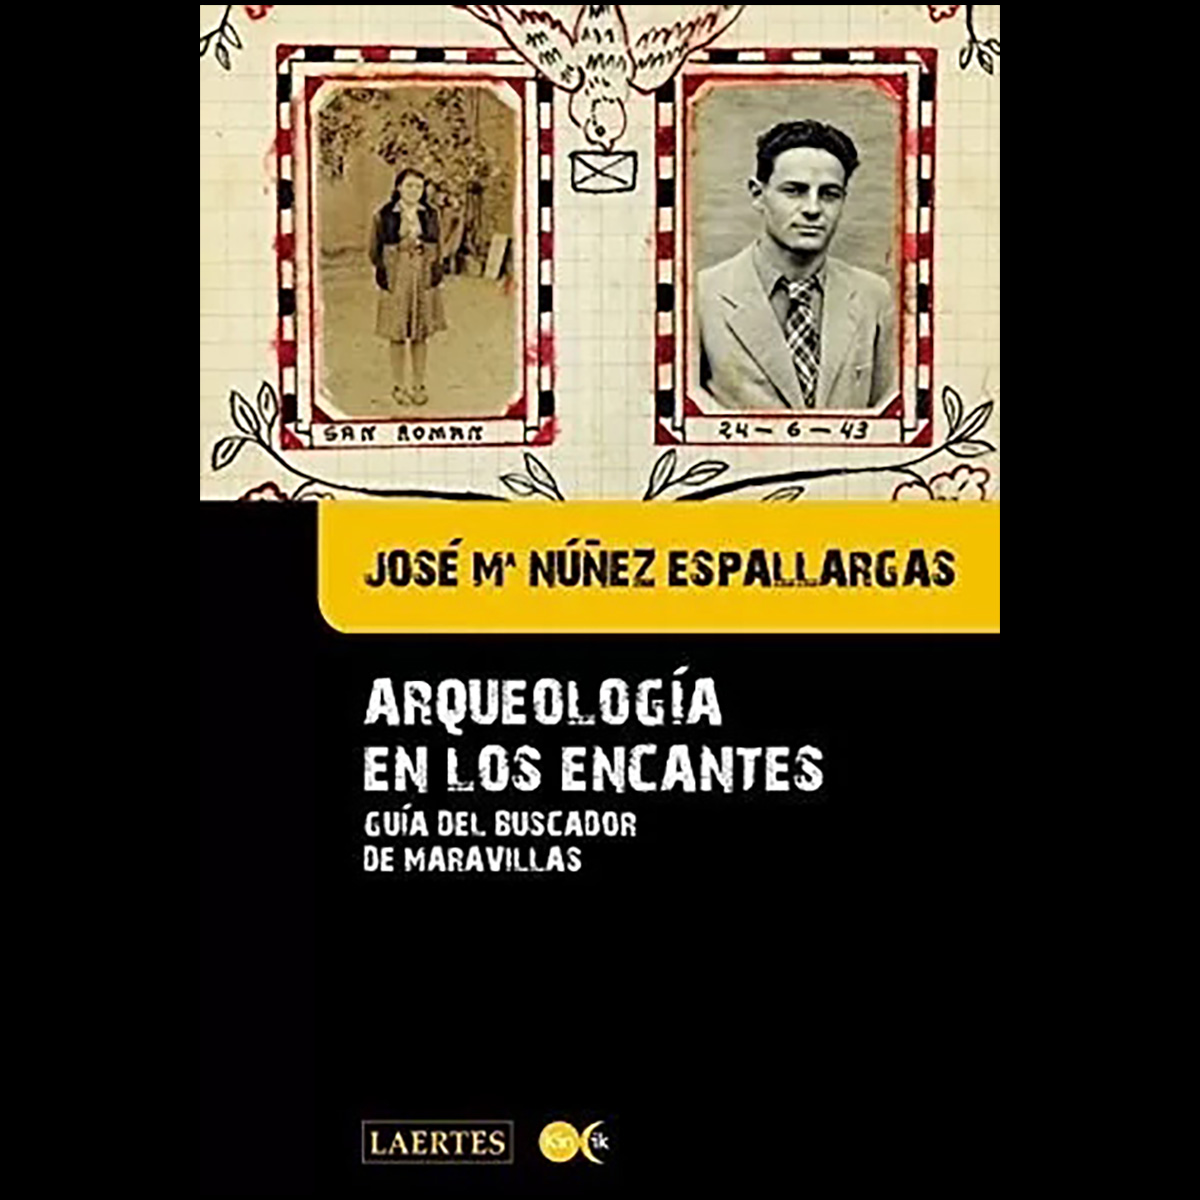 SAN ROMAN
24 - 6 - 43
JOSÉ Mª NÚÑEZ ESPALLARGAS
ARQUEOLOGÍA
EN LOS ENCANTES
GUÍA DEL BUSCADOR
DE MARAVILLAS
LAERTES